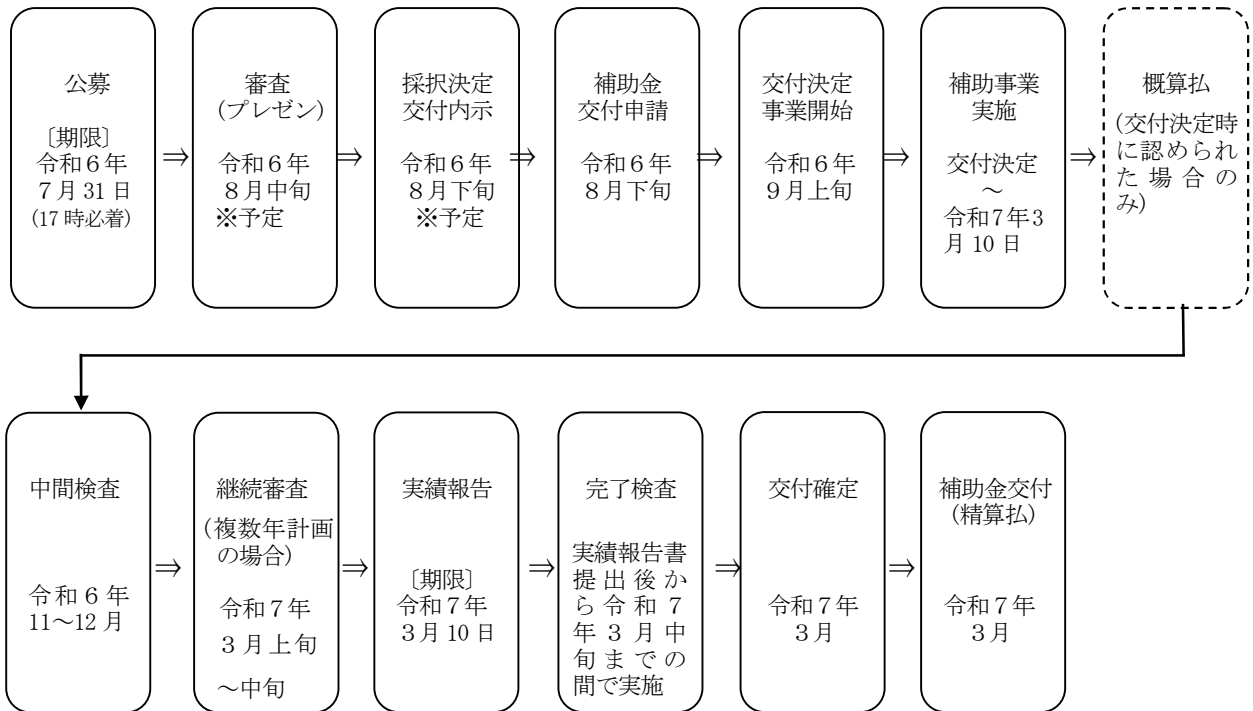 公募
〔期限〕
令和６年
７月31日
(17時必着)
⇒
審査
(プレゼン)
令和６年
８月中旬
※予定
⇒
採択決定
交付内示
令和６年
８月下旬
※予定
⇒
補助金
交付申請
令和６年
８月下旬
⇒
交付決定
事業開始
令和６年
９月上旬
⇒
補助事業
実施
交付決定
～
令和７年３
月10日
⇒
概算払
(交付決定時
に認められ
た場合の
み)
中間検査
令和６年
11～12月
⇒
継続審査
(複数年計画
の場合)
令和７年
３月上旬
～中旬
⇒
実績報告
〔期限〕
令和７年
３月10日
⇒
完了検査
実績報告書
提出後か
ら令和７
年３月中
旬までの
間で実施
⇒
交付確定
令和７年
３月
⇒
補助金交付
(精算払)
令和７年
３月